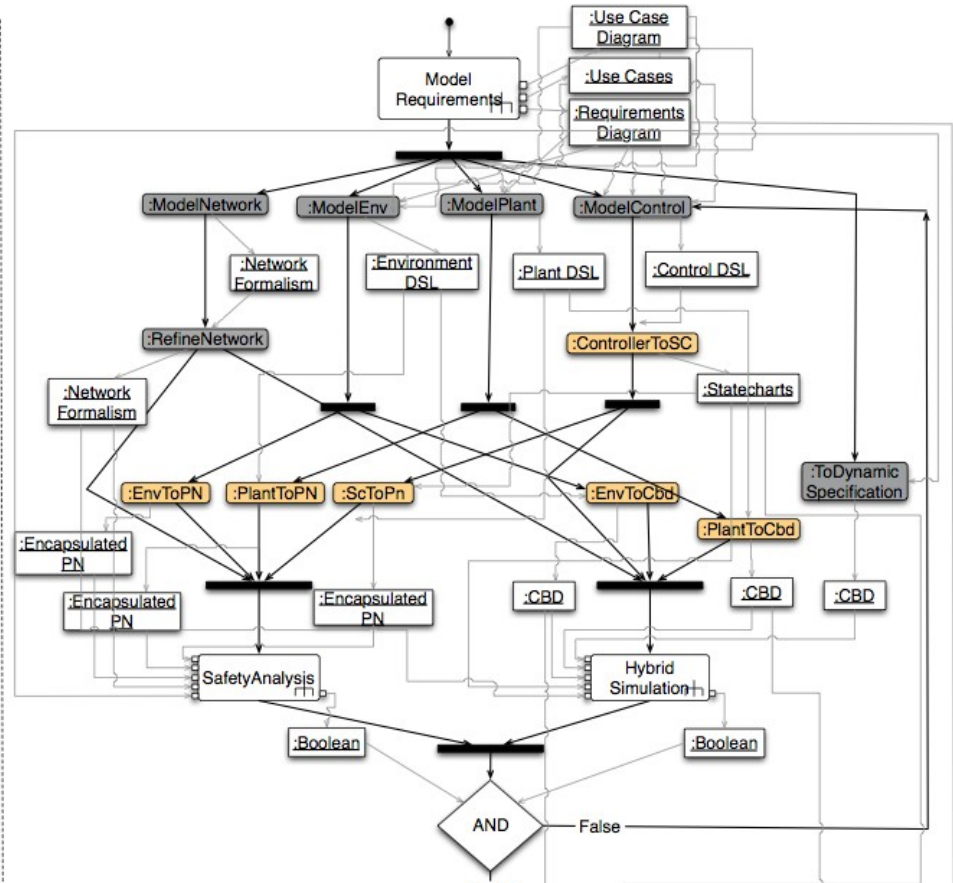 :Use Case
Diagram
Model
Requirements
:Use Cases
:Requirements
Diagram
:ModelNetwork
:ModelEnv
:ModelPlant
:ModelControl
:Network
Formalism
:Environment
DSL
:Plant DSL
:Control DSL
:RefineNetwork
:ControllerToSC
:Network
Formalism
:Statecharts
:EnvToPN
:PlantToPN
:ScToPn
:EnvToCbd
:ToDynamic
Specification
:PlantToCbd
:Encapsulated
PN
:Encapsulated
PN
:Encapsulated
PN
:CBD
:CBD
:CBD
SafetyAnalysis
Hybrid
Simulation
:Boolean
:Boolean
AND
False